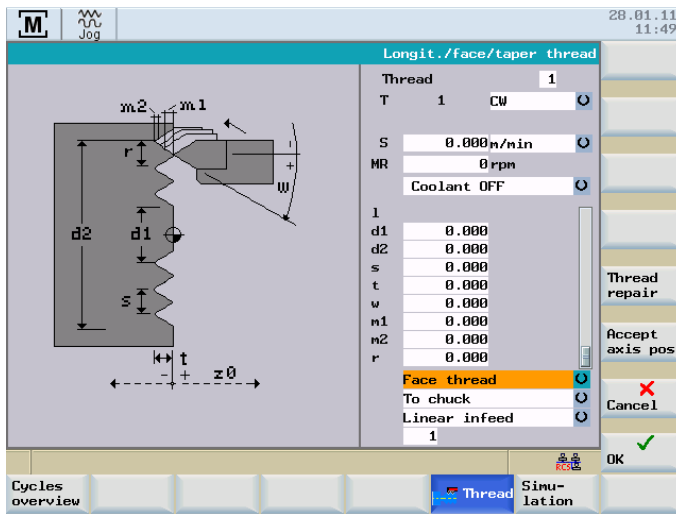 M
Jog
28.01.11
11:49
Longit./face/taper thread
Thread 1
T 1 CW
S 0.000 m/min
MR 0 rpm
Coolant OFF
l
d1 0.000
d2 0.000
s 0.000
t 0.000
w 0.000
m1 0.000
m2 0.000
r 0.000
Face thread
To chuck
Linear infeed
1
m2 m1
r
- 
+
w
d2 d1
s
t
- + z0
Thread
repair
Accept
axis pos
Cancel
OK
RCS
Cycles
overview
Thread
Simu-
lation